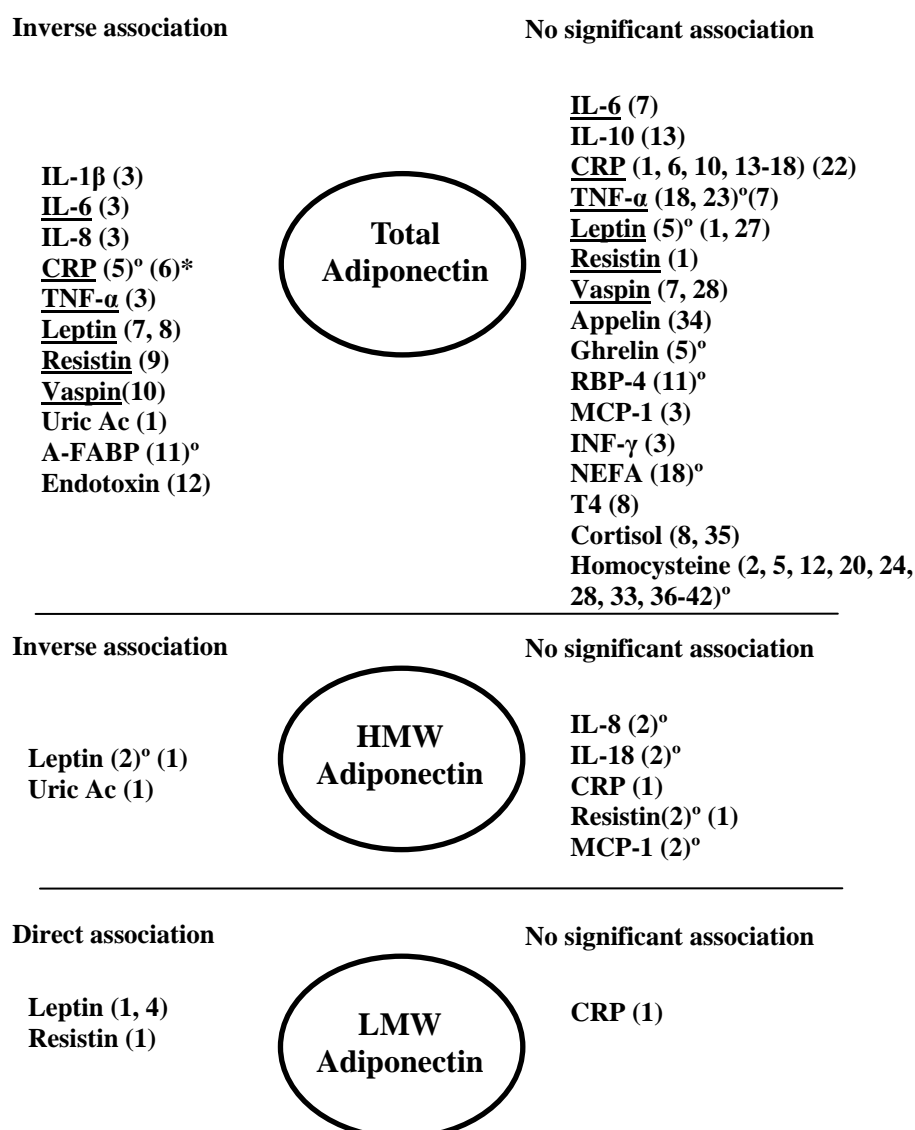 Inverse association
No significant association
IL-1β (3)
IL-6 (3)
IL-8 (3)
CRP (5)º (6)*
TNF-α (3)
Leptin (7, 8)
Resistin (9)
Vaspin(10)
Uric Ac (1)
A-FABP (11)º
Endotoxin (12)
Total
Adiponectin
IL-6 (7)
IL-10 (13)
CRP (1, 6, 10, 13-18) (22)
TNF-α (18, 23)º(7)
Leptin (5)º (1, 27)
Resistin (1)
Vaspin (7, 28)
Appelin (34)
Ghrelin (5)º
RBP-4 (11)º
MCP-1 (3)
INF-γ (3)
NEFA (18)º
T4 (8)
Cortisol (8, 35)
Homocysteine (2, 5, 12, 20, 24,
28, 33, 36-42)º
Inverse association
No significant association
Leptin (2)º (1)
Uric Ac (1)
HMW
Adiponectin
IL-8 (2)º
IL-18 (2)º
CRP (1)
Resistin(2)º (1)
MCP-1 (2)º
Direct association
No significant association
Leptin (1, 4)
Resistin (1)
LMW
Adiponectin
CRP (1)